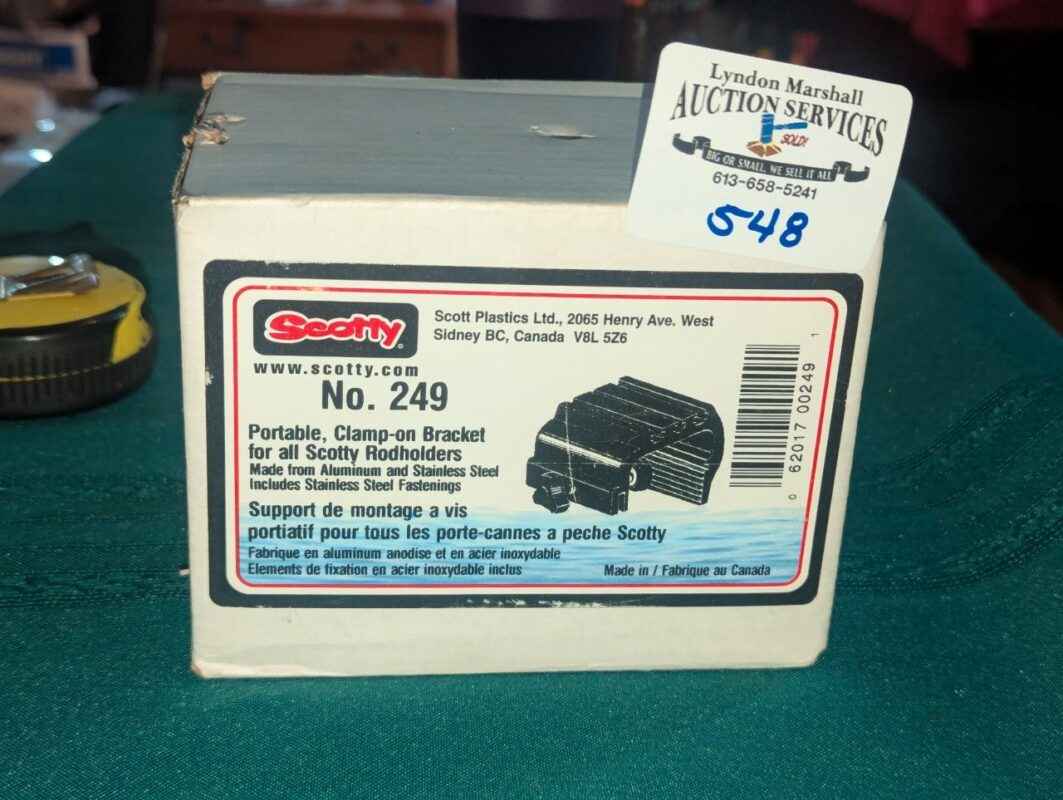 Lyndon Marshall
AUCTION SERVICES
SOLD!
BIG OR SMALL, WE SELL IT ALL
613-658-5241
548
Scotty
Scott Plastics Ltd., 2065 Henry Ave. West
Sidney BC, Canada V8L 5Z6
www.scotty.com
No. 249
Portable, Clamp-on Bracket
for all Scotty Rodholders
Made from Aluminum and Stainless Steel
Includes Stainless Steel Fastenings
Support de montage a vis
portiatif pour tous les porte-cannes a peche Scotty
Fabrique en aluminum anodise et en acier inoxydable
Elements de fixation en acier inoxydable inclus
Made in / Fabrique au Canada
0 62017 00249 1